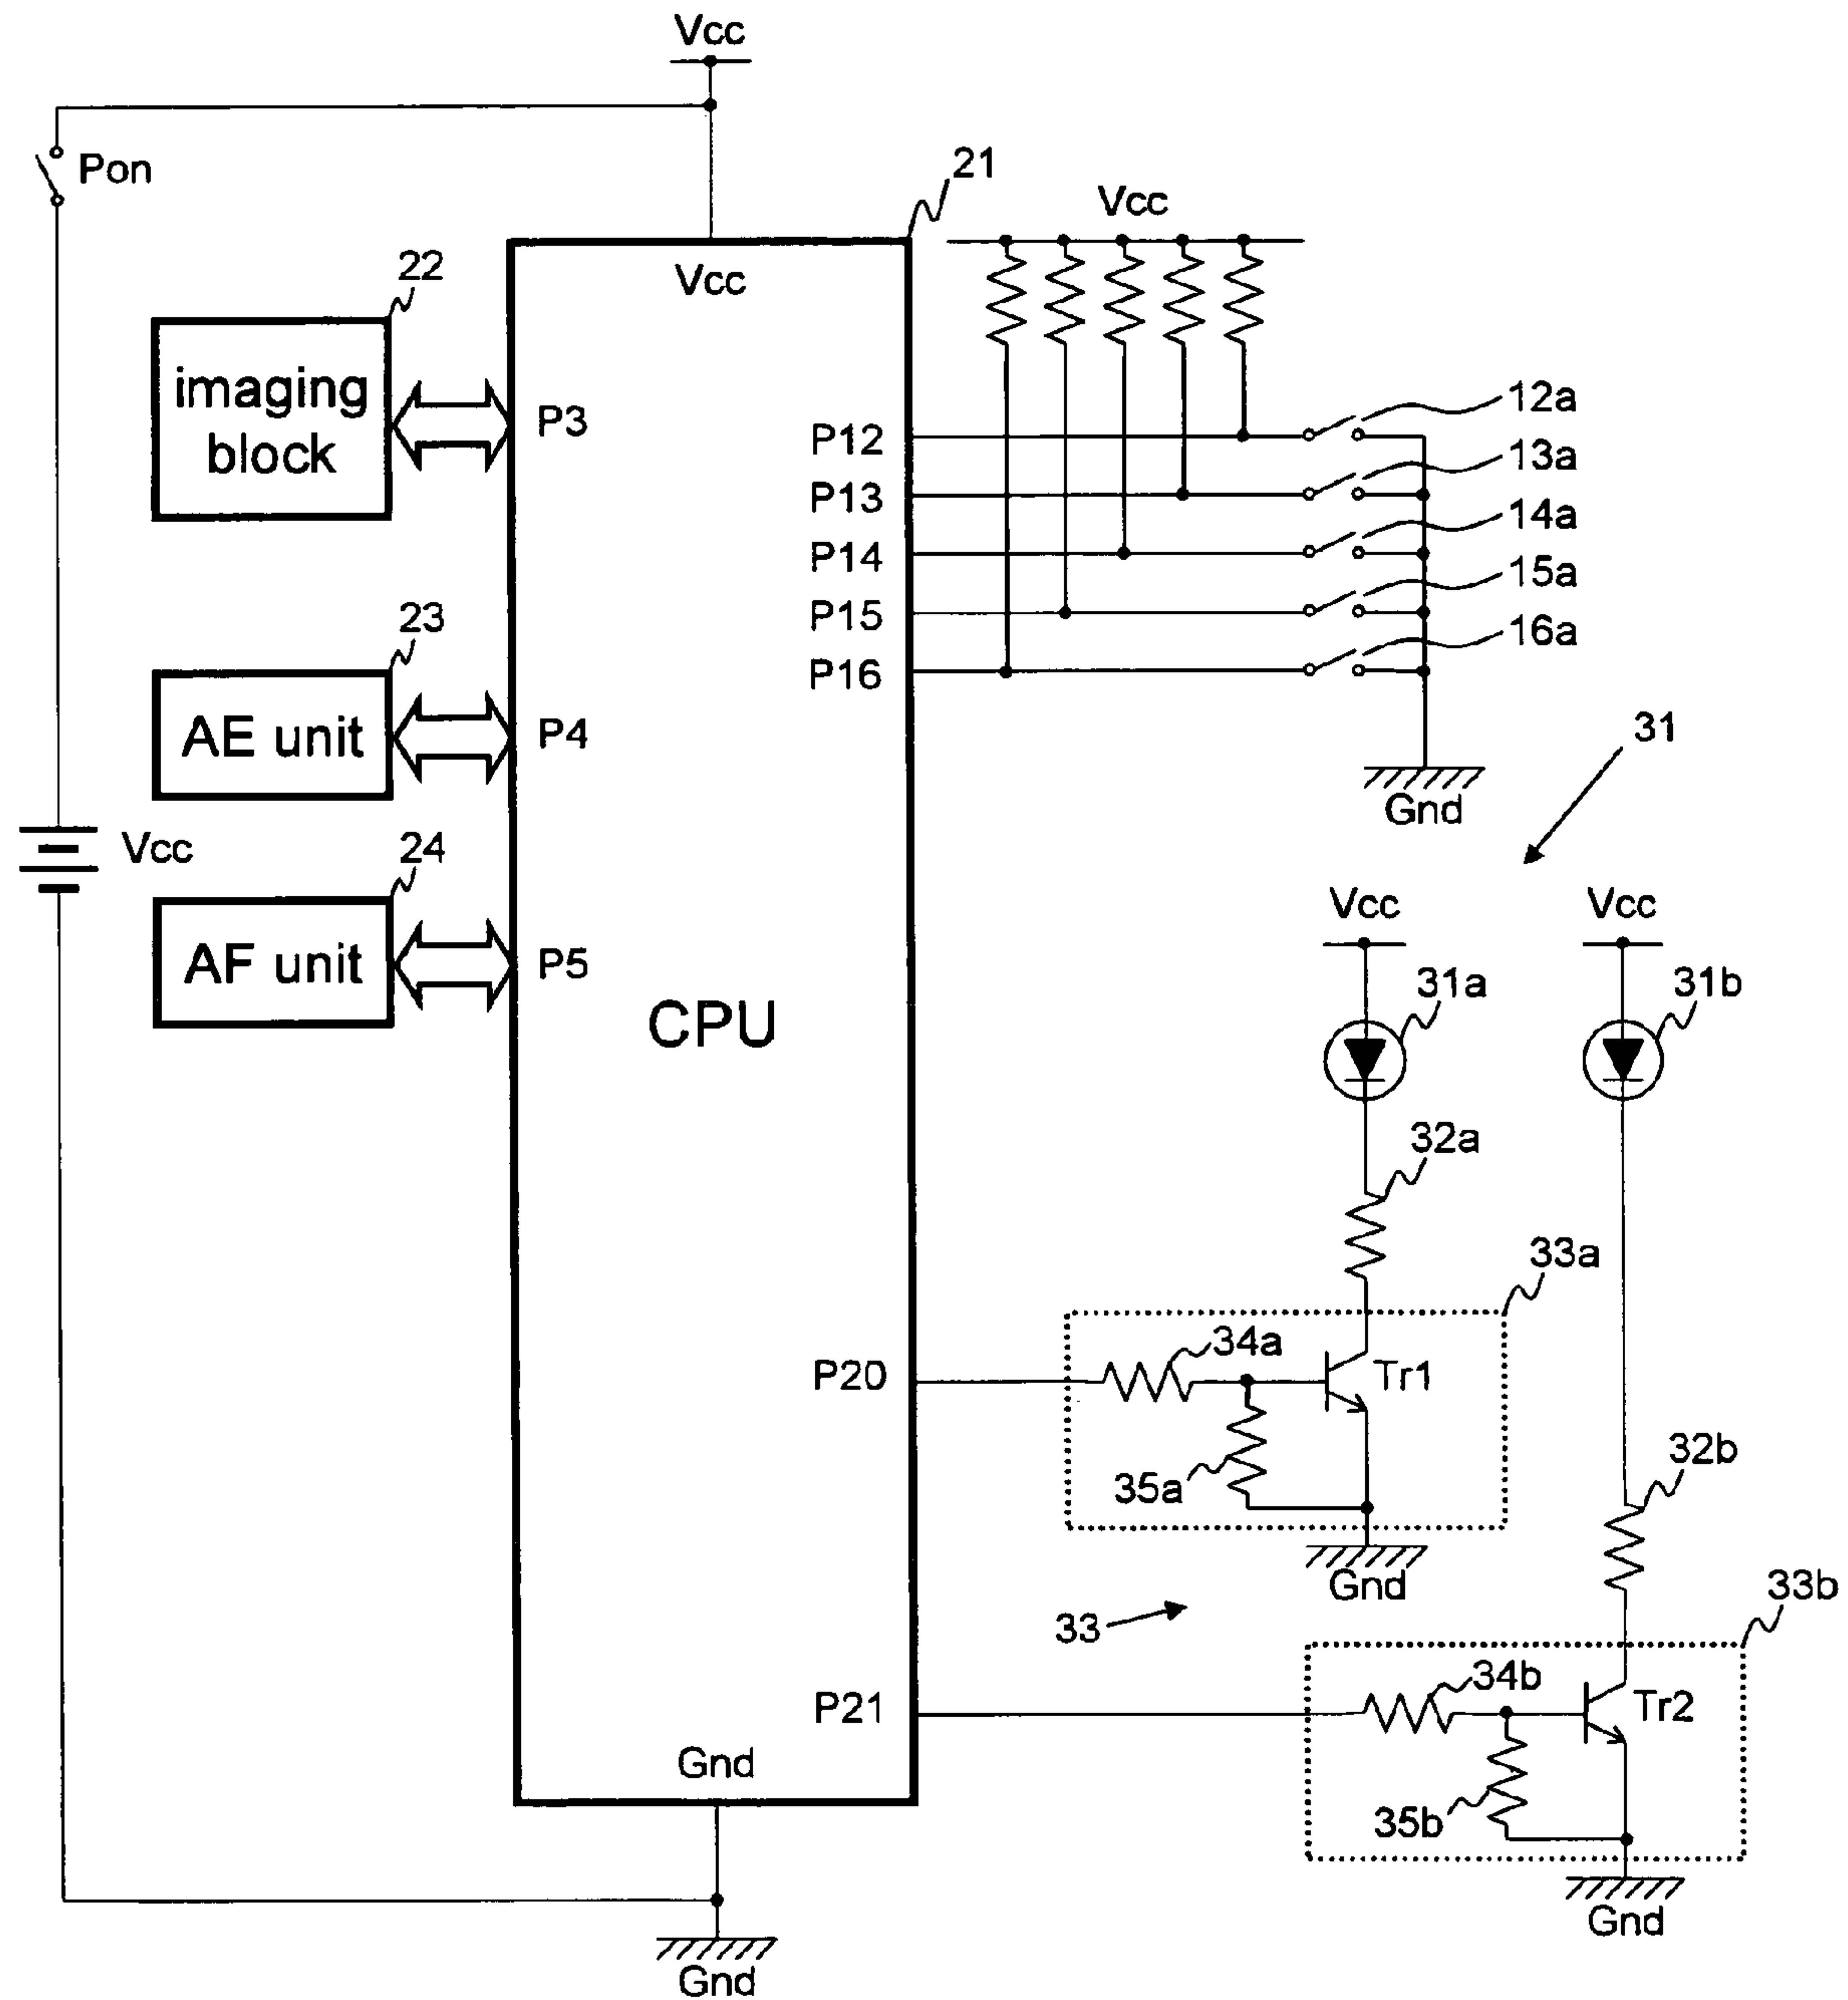 Vcc
Pon
21
Vcc
22
Vcc
imaging
block
P3
P12
12a
P13
13a
P14
14a
P15
15a
P16
16a
23
AE unit
P4
31
Gnd
Vcc
24
AF unit
P5
CPU
Vcc
Vcc
31a
31b
32a
33a
P20
34a
Tr1
35a
32b
Gnd
33
33b
P21
34b
Tr2
35b
Gnd
Gnd
Gnd